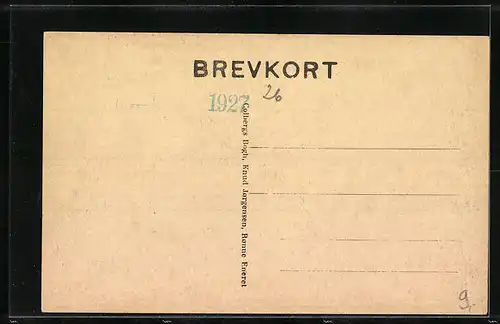 BREVKORT
1927
26
Colbergs Bogh, Knud Jørgensen, Rønne Eneret
9.